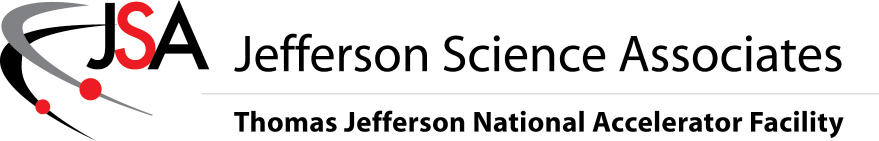 JSA
Jefferson Science Associates
Thomas Jefferson National Accelerator Facility